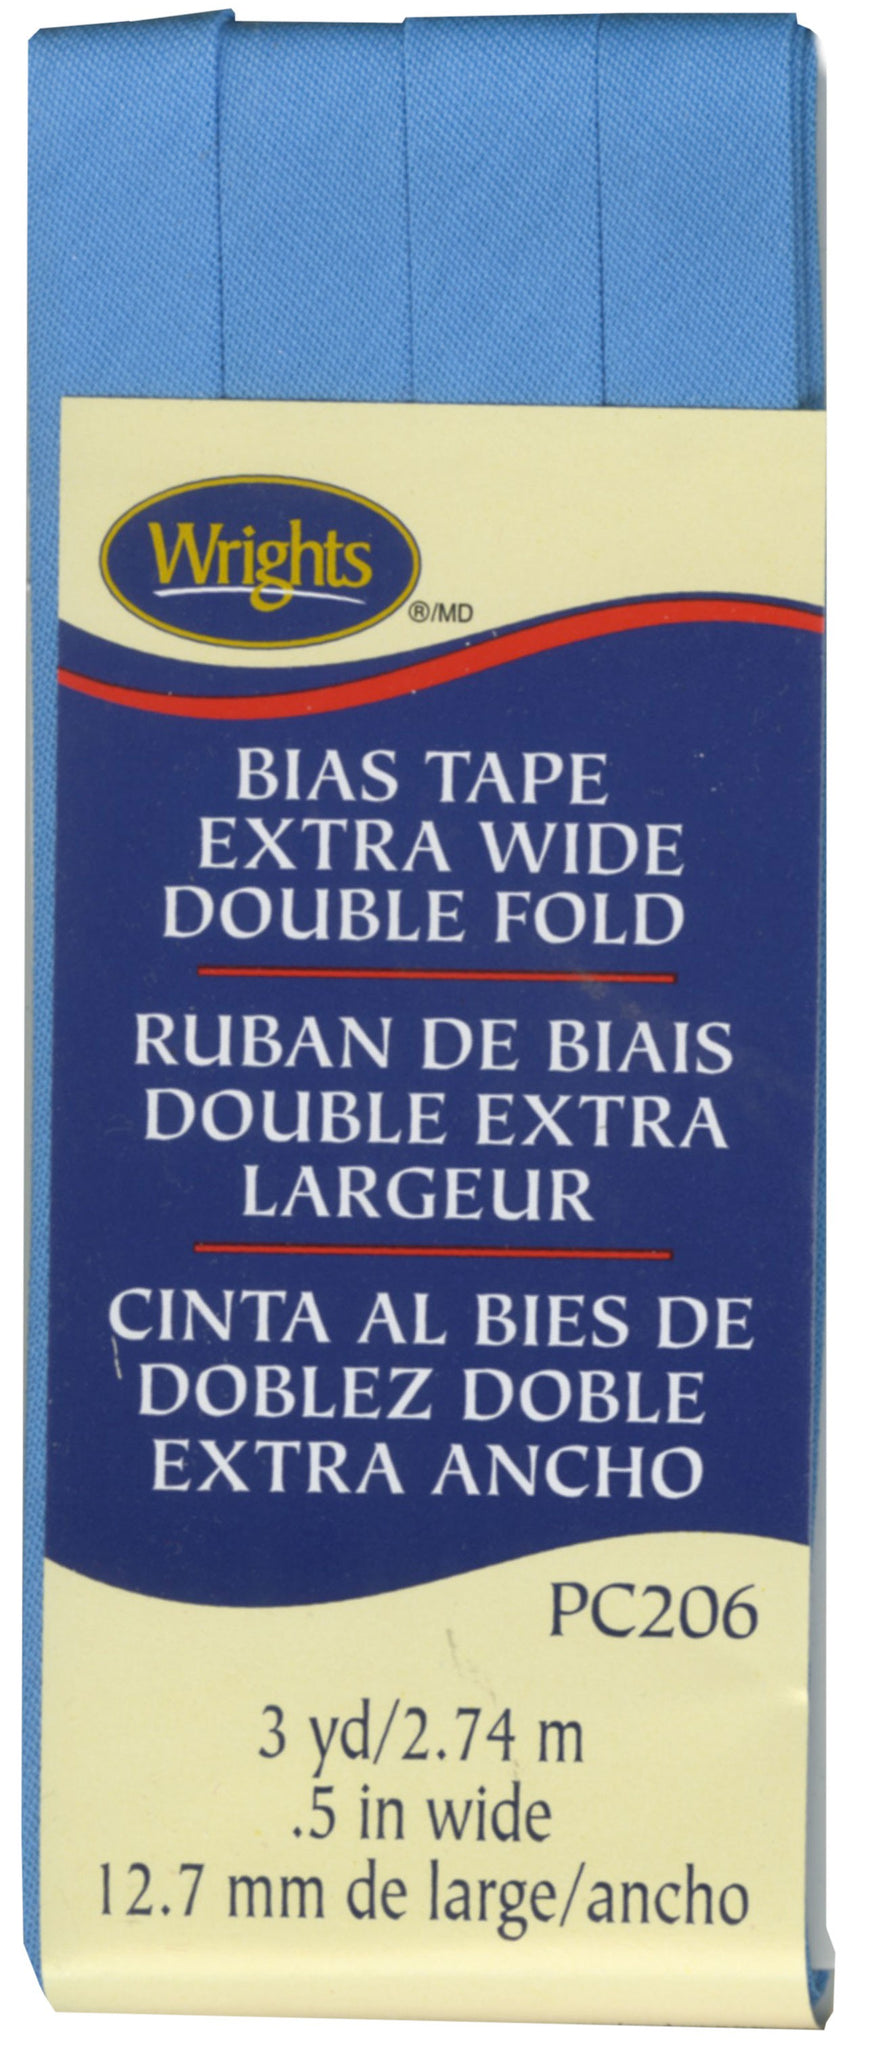 Wrights
®/MD
BIAS TAPE
EXTRA WIDE
DOUBLE FOLD
RUBAN DE BIAIS
DOUBLE EXTRA
LARGEUR
CINTA AL BIES DE
DOBLEZ DOBLE
EXTRA ANCHO
PC206
3 yd/2.74 m
.5 in wide
12.7 mm de large/ancho